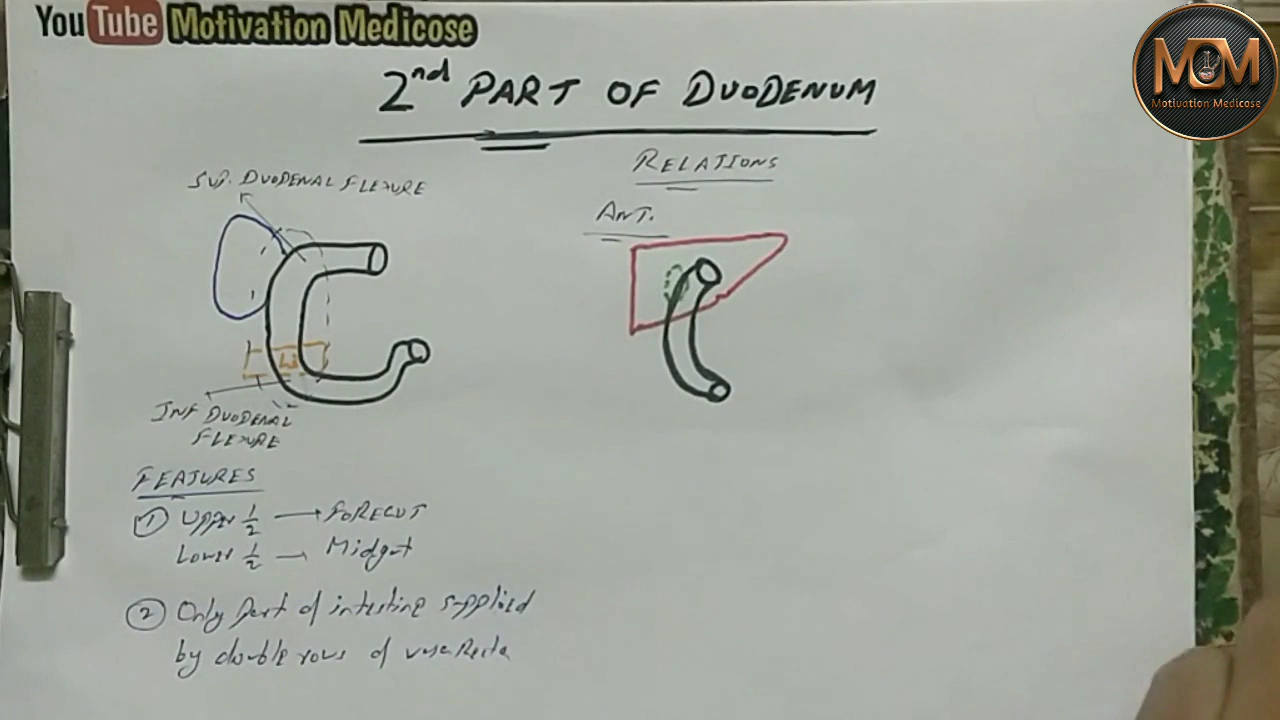 YouTube Motivation Medicose
MOM
Motivation Medicose
2nd PART OF DUODENUM
SUP. DUODENAL FLEXURE
INF DUODENAL
FLEXURE
FEATURES
① Upper 1/2 → FOREGUT
Lower 1/2 → Midgut
② Only Part of intestine supplied
by double rows of vasa Recta
RELATIONS
ANT.